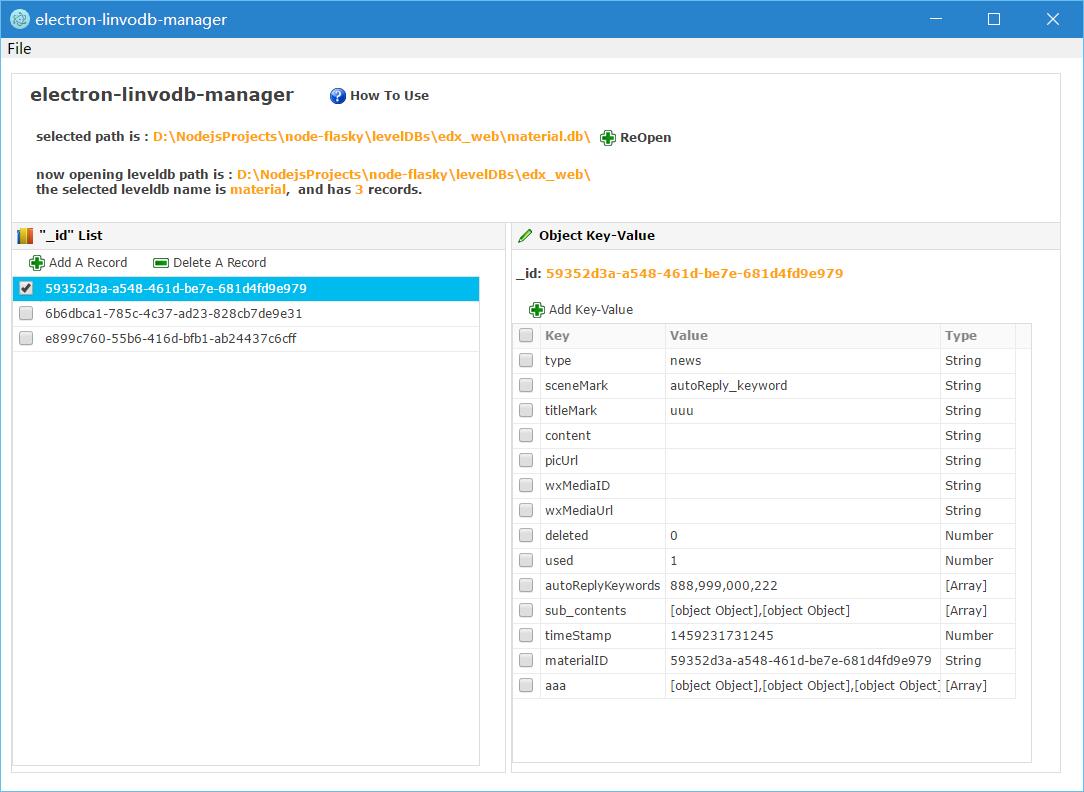 electron-linvodb-manager
File
electron-linvodb-manager How To Use
selected path is : D:\NodejsProjects\node-flasky\levelDBs\edx_web\material.db\ ReOpen
now opening leveldb path is : D:\NodejsProjects\node-flasky\levelDBs\edx_web\
the selected leveldb name is material, and has 3 records.
"_id" List
Add A Record Delete A Record
59352d3a-a548-461d-be7e-681d4fd9e979
6b6dbca1-785c-4c37-ad23-828cb7de9e31
e899c760-55b6-416d-bfb1-ab24437c6cff
Object Key-Value
_id: 59352d3a-a548-461d-be7e-681d4fd9e979
Add Key-Value
Key Value Type
type news String
sceneMark autoReply_keyword String
titleMark uuu String
content String
picUrl String
wxMediaID String
wxMediaUrl String
deleted 0 Number
used 1 Number
autoReplyKeywords 888,999,000,222 [Array]
sub_contents [object Object],[object Object] [Array]
timeStamp 1459231731245 Number
materialID 59352d3a-a548-461d-be7e-681d4fd9e979 String
aaa [object Object],[object Object],[object Object] [Array]